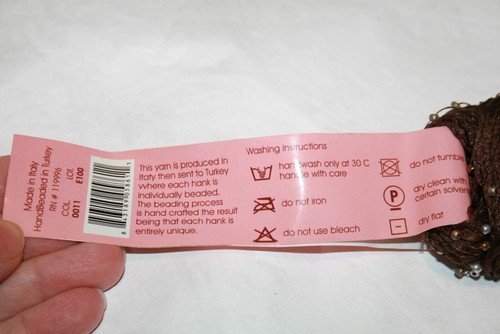 Made in Italy
HandBeaded in Turkey
RN # 119996
COL. LOT
0011 E100
This yarn is produced in
Italy then sent to Turkey
where each hank is
individually beaded.
The beading process
is hand crafted the result
being that each hank is
entirely unique.
Washing instructions
hand wash only at 30 C
handle with care
do not iron
do not use bleach
do not tumble
dry clean with
certain solven
P
dry flat